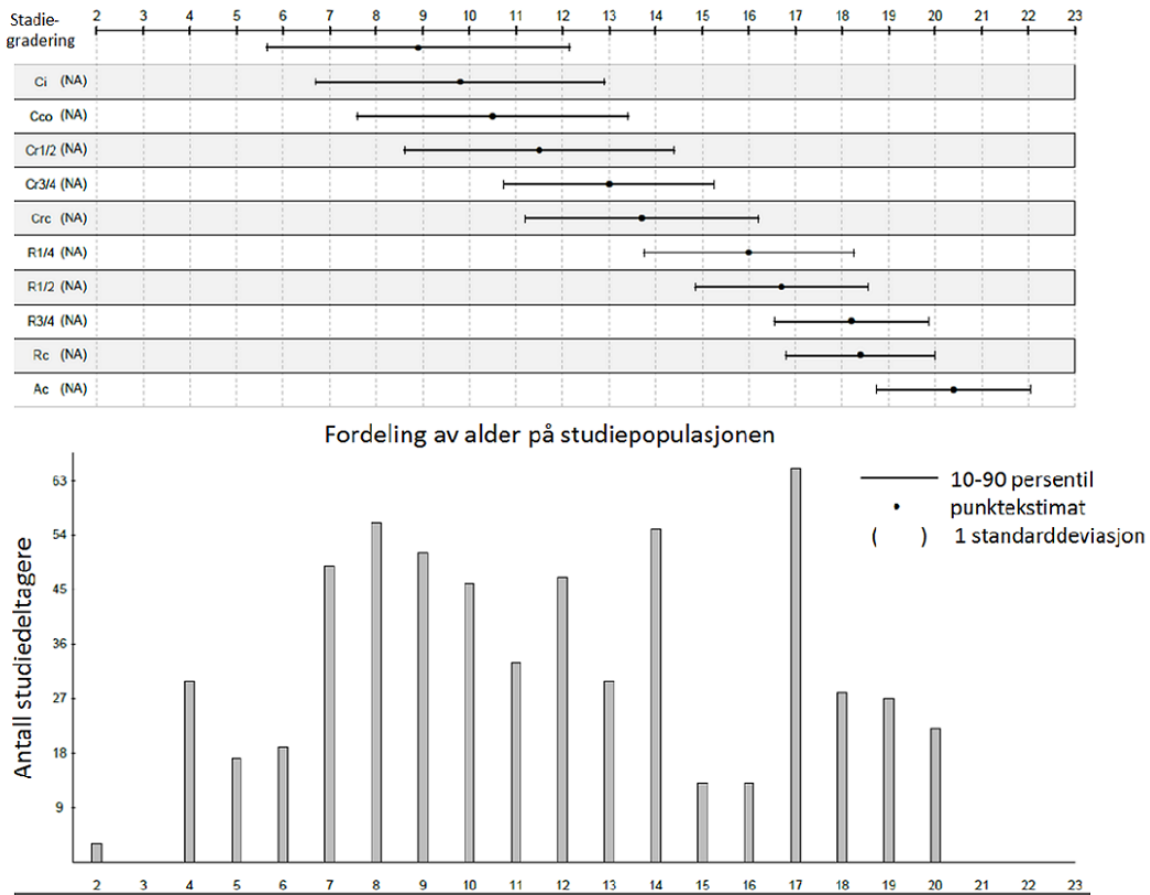 2 3 4 5 6 7 8 9 10 11 12 13 14 15 16 17 18 19 20 21 22 23
Stadie-
gradering
Ci (NA)
Cco (NA)
Cr1/2 (NA)
Cr3/4 (NA)
Crc (NA)
R1/4 (NA)
R1/2 (NA)
R3/4 (NA)
Rc (NA)
Ac (NA)
Fordeling av alder på studiepopulasjonen
10-90 persentil
punktekstimat
( ) 1 standarddeviasjon
Antall studiedeltagere
63
54
45
36
27
18
9
2 3 4 5 6 7 8 9 10 11 12 13 14 15 16 17 18 19 20 21 22 23